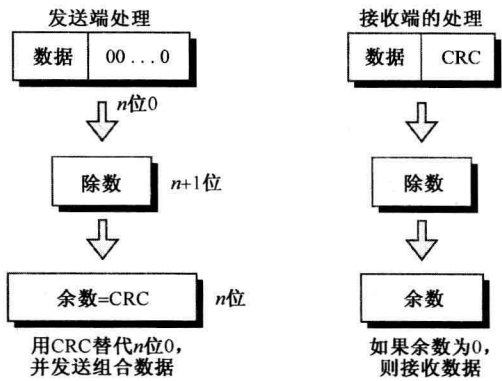 发送端处理
数据 00...0
n位0
除数 n+1位
余数=CRC n位
用CRC替代n位0，
并发送组合数据
接收端的处理
数据 CRC
除数
余数
如果余数为0，
则接收数据